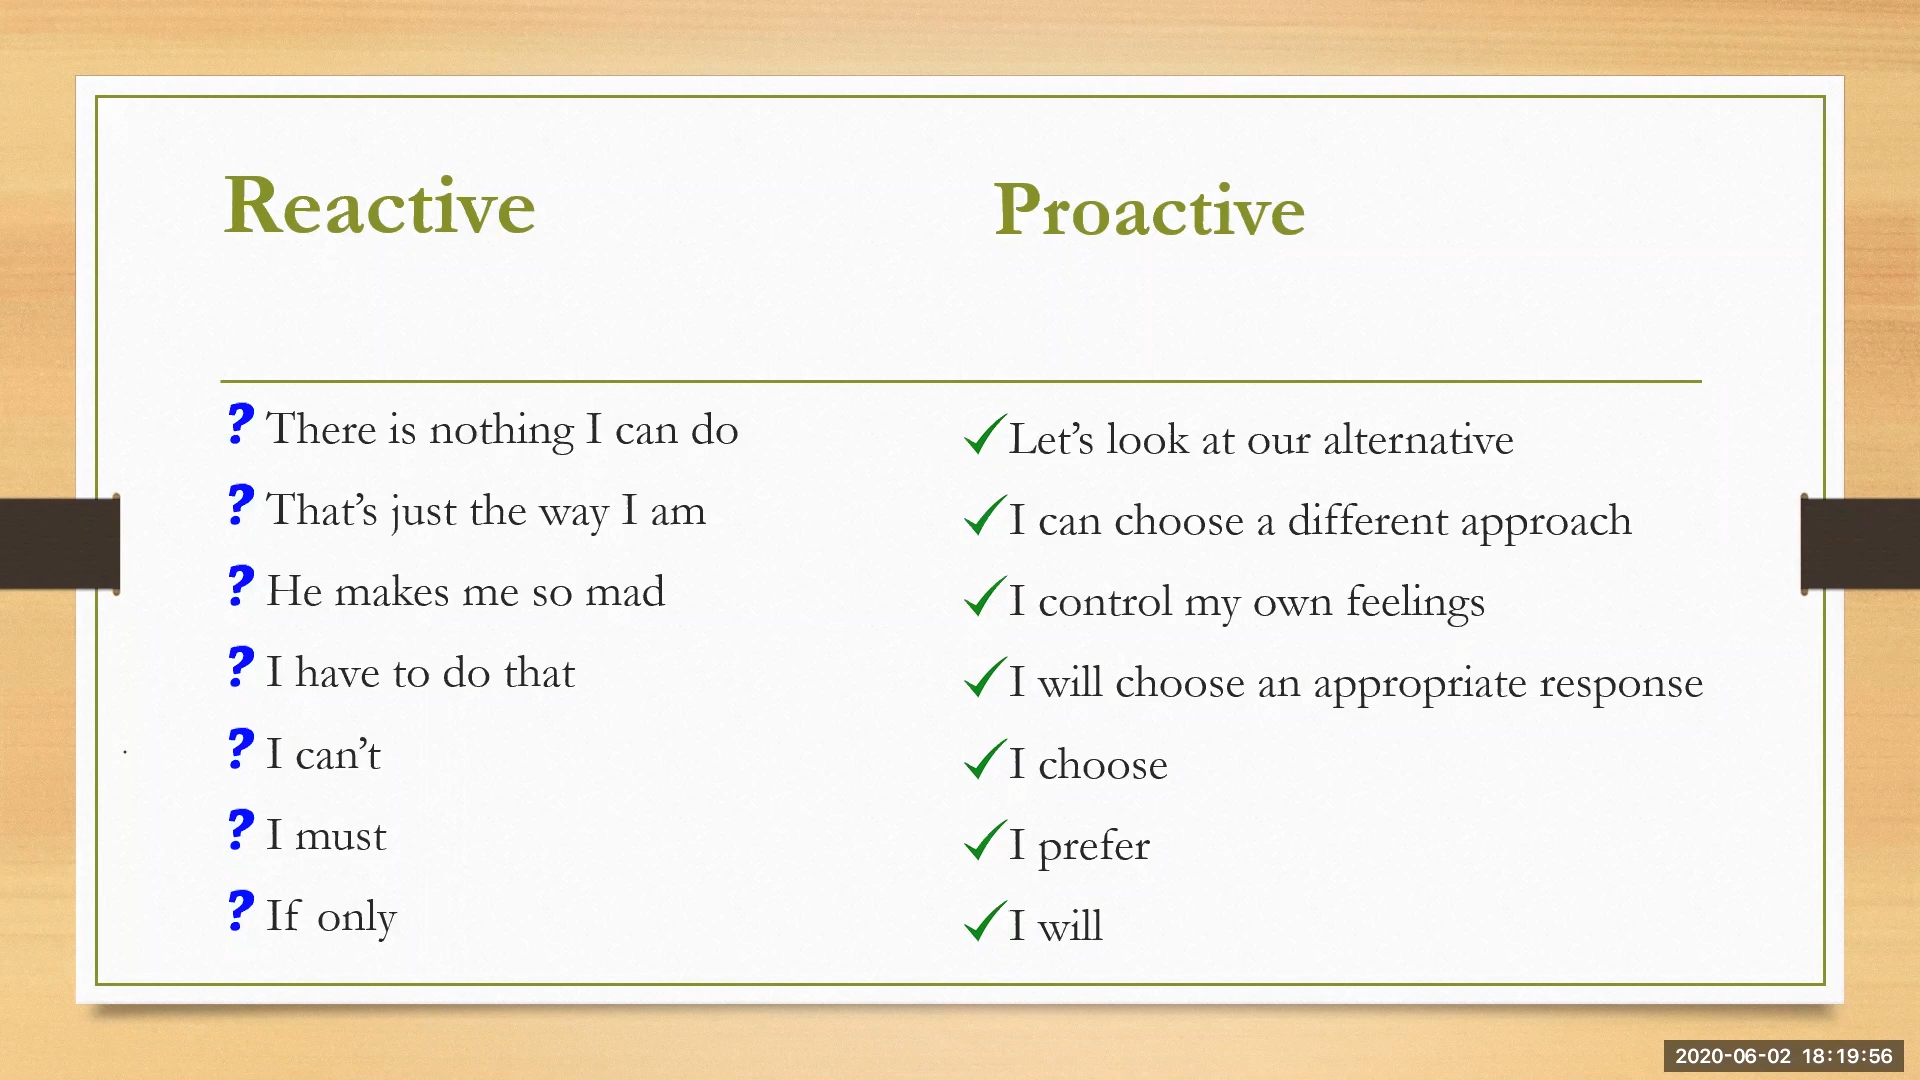 Reactive
Proactive
? There is nothing I can do
? That’s just the way I am
? He makes me so mad
? I have to do that
? I can’t
? I must
? If only
✓ Let’s look at our alternative
✓ I can choose a different approach
✓ I control my own feelings
✓ I will choose an appropriate response
✓ I choose
✓ I prefer
✓ I will
.
2020-06-02 18:19:56